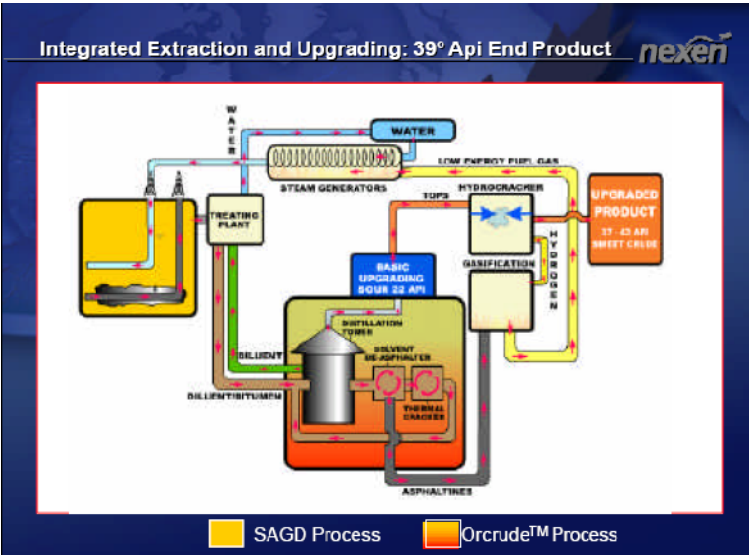 Integrated Extraction and Upgrading: 39° Api End Product
nexen
WATER
WATER
STEAM GENERATORS
LOW ENERGY FUEL GAS
TREATING
PLANT
TOPS
HYDROCRACKER
UPGRADED
PRODUCT
37 - 43 API
SWEET CRUDE
HYDROGEN
GASIFICATION
BASIC
UPGRADING
SOUR 22 API
DISTILLATION
TOWER
SOLVENT
DE-ASPHALTER
THERMAL
CRACKER
DILUENT
DILUENT/BITUMEN
ASPHALTINES
SAGD Process
Orcrude™ Process